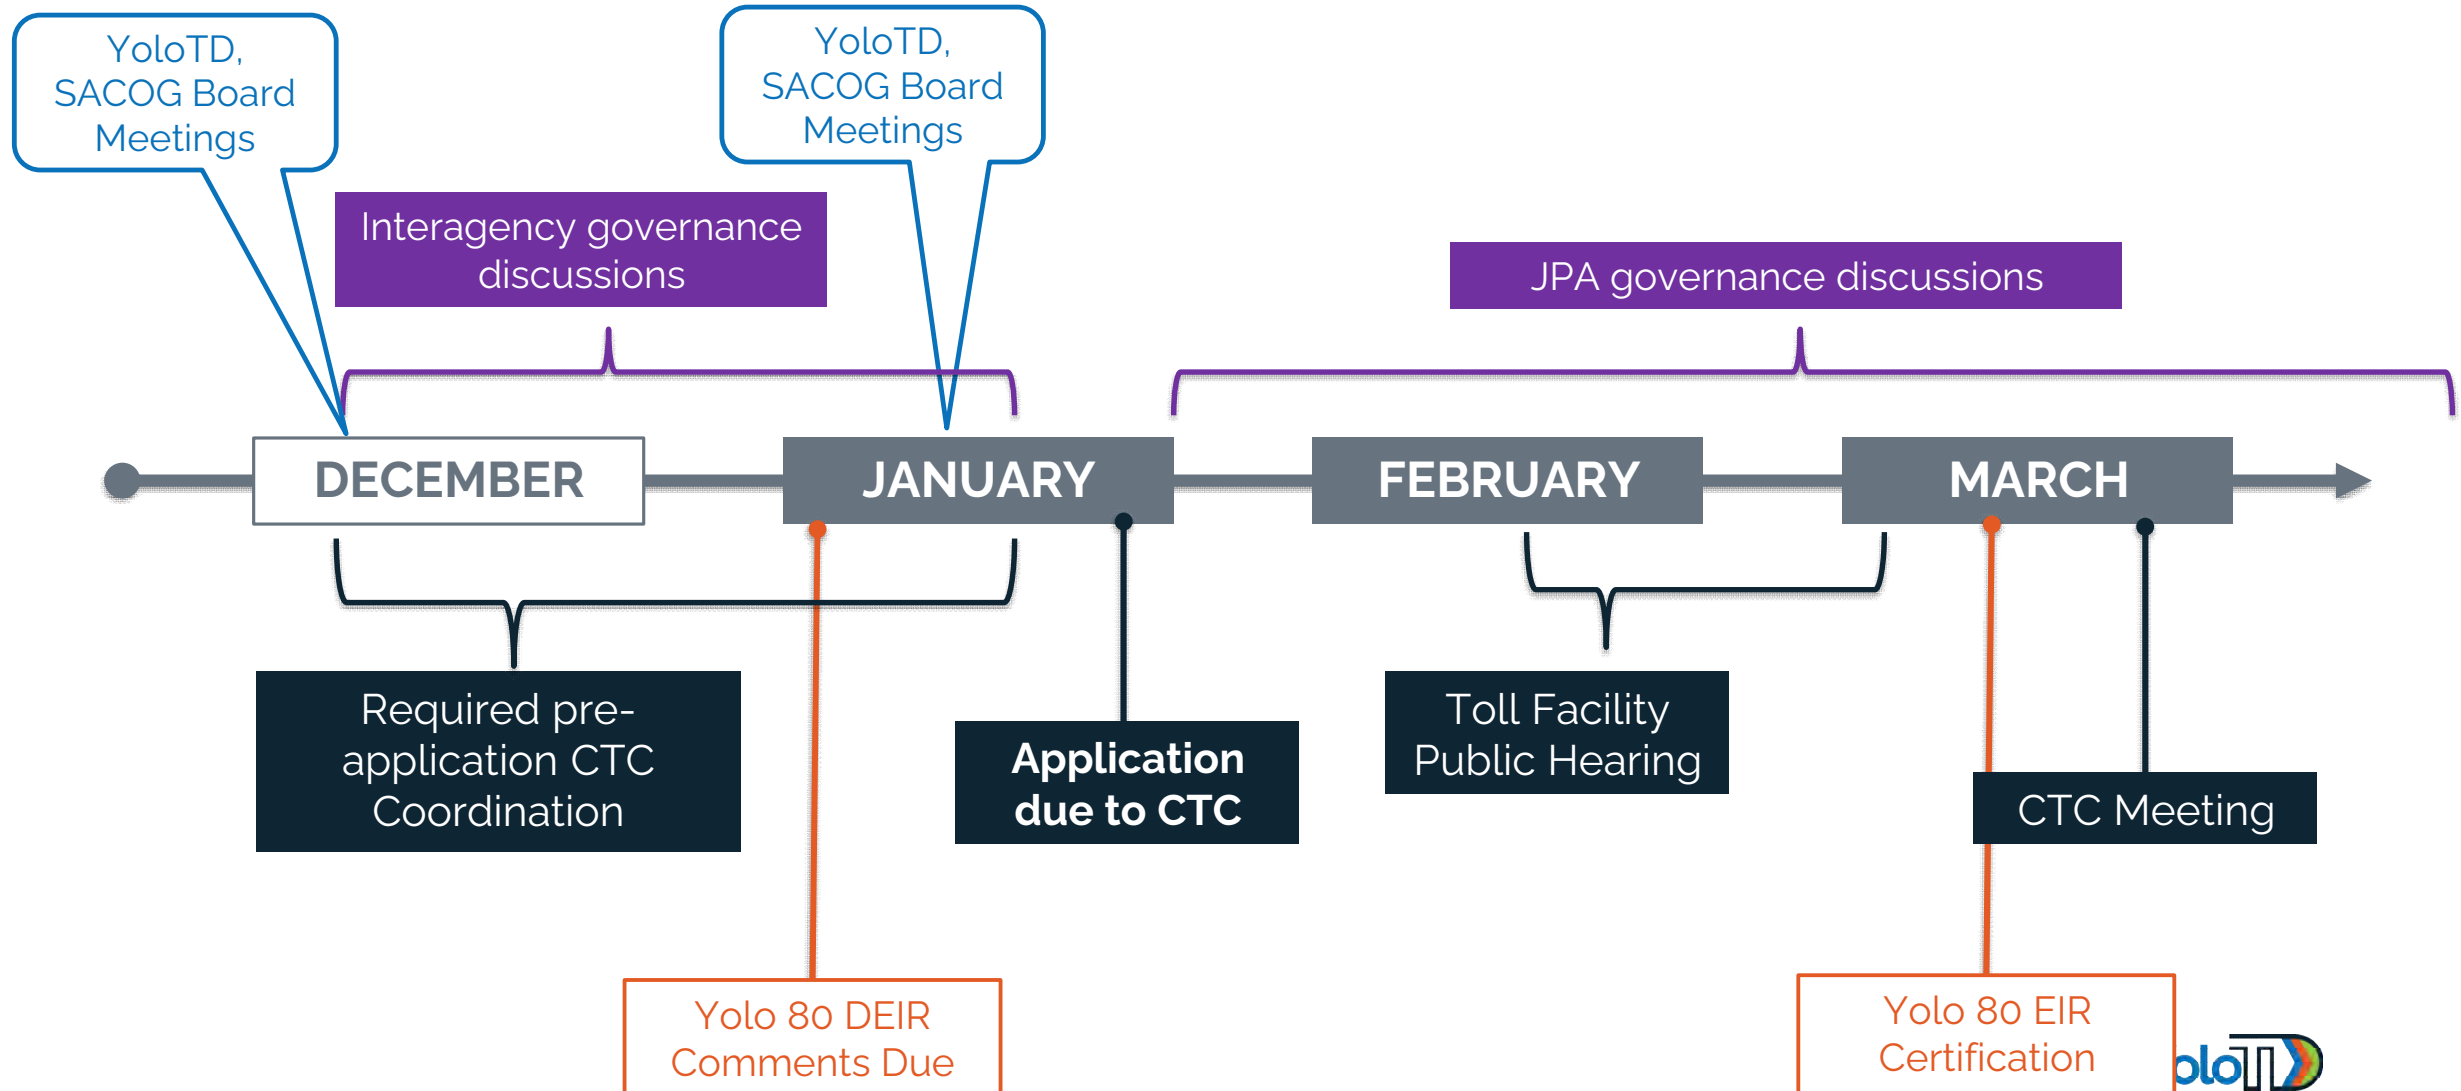 YoloTD,
SACOG Board
Meetings
YoloTD,
SACOG Board
Meetings
Interagency governance
discussions
JPA governance discussions
DECEMBER
JANUARY
FEBRUARY
MARCH
Required pre-
application CTC
Coordination
Application
due to CTC
Toll Facility
Public Hearing
CTC Meeting
Yolo 80 DEIR
Comments Due
Yolo 80 EIR
Certification
oloTD